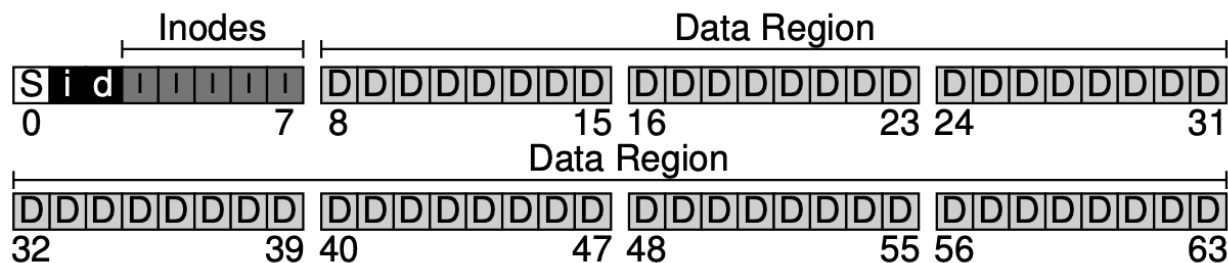 Inodes Data Region
S i d I I I I I D D D D D D D D D D D D D D D D D D D D D D D D
0 7 8 15 16 23 24 31
Data Region
D D D D D D D D D D D D D D D D D D D D D D D D D D D D D D D D
32 39 40 47 48 55 56 63